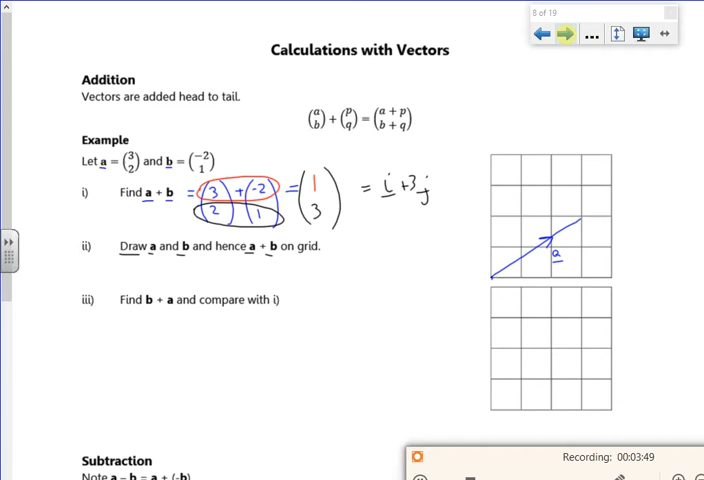 8 of 19
Calculations with Vectors
Addition
Vectors are added head to tail.
(a b) + (p q) = (a + p b + q)
Example
Let a = (3 2) and b = (−2 1)
i) Find a + b = (3 2) + (-2 1) = (1 3) = i + 3j
ii) Draw a and b and hence a + b on grid.
a
iii) Find b + a and compare with i)
Recording: 00:03:49
Subtraction
Note a – b = a + (-b)